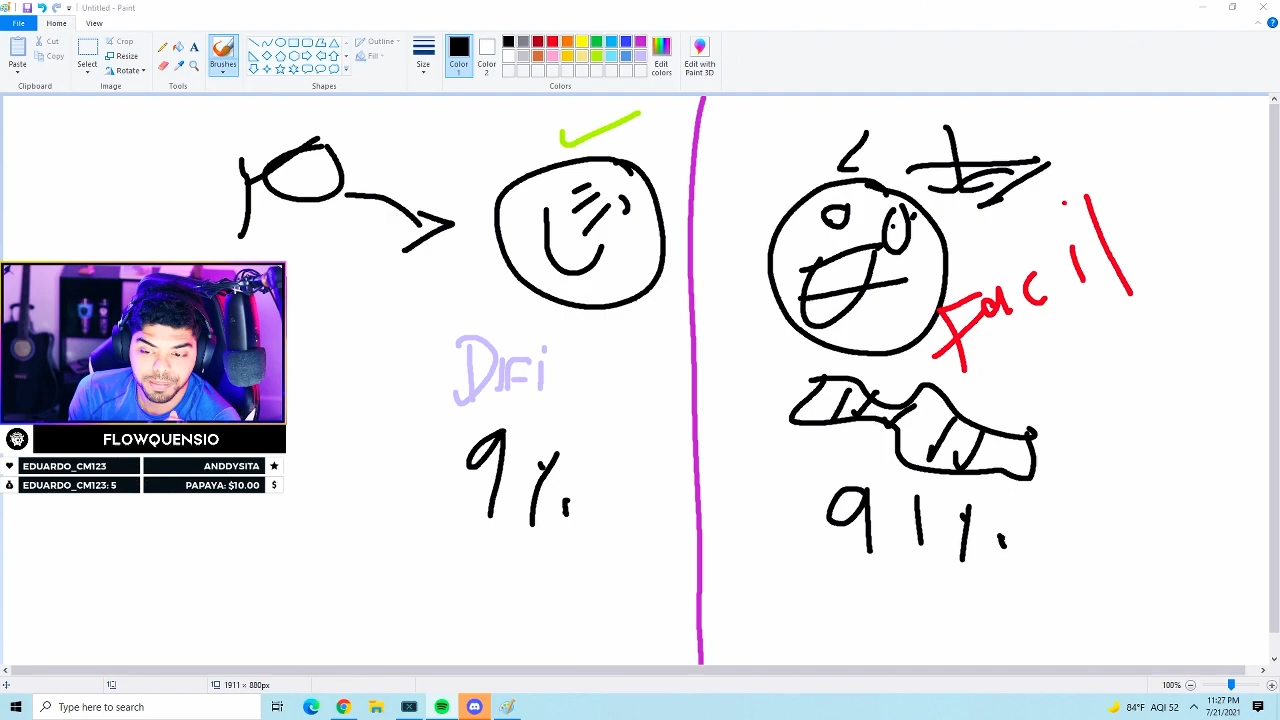 Untitled - Paint
File
Home
View
Paste
Cut
Copy
Clipboard
Select
Crop
Resize
Rotate
Image
A
Tools
Brushes
Shapes
Outline
Fill
Size
Color 1
Color 2
Edit colors
Colors
Edit with Paint 3D
Facil
DiFi
9%
91%
FLOWQUENSIO
EDUARDO_CM123
ANDDYSITA
EDUARDO_CM123: 5
PAPAYA: $10.00
$
1911 × 880px
100%
Type here to search
84°F AQI 52
11:27 PM
7/21/2021